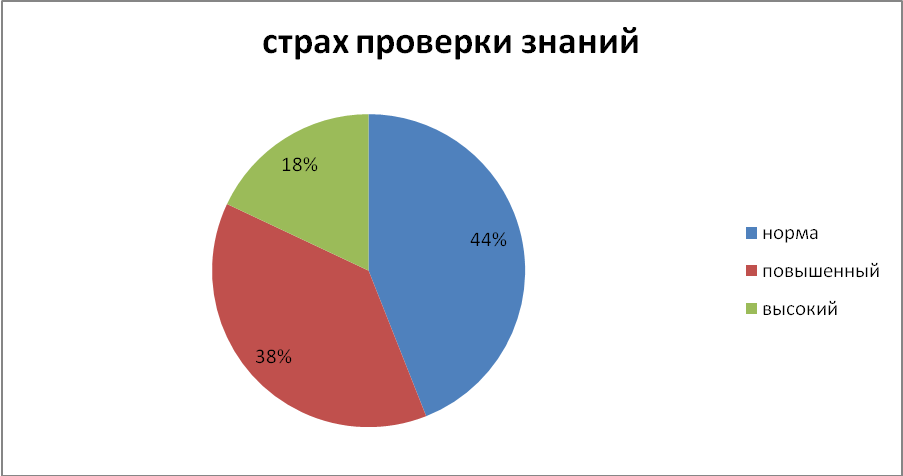 страх проверки знаний
18%
44%
38%
норма
повышенный
высокий